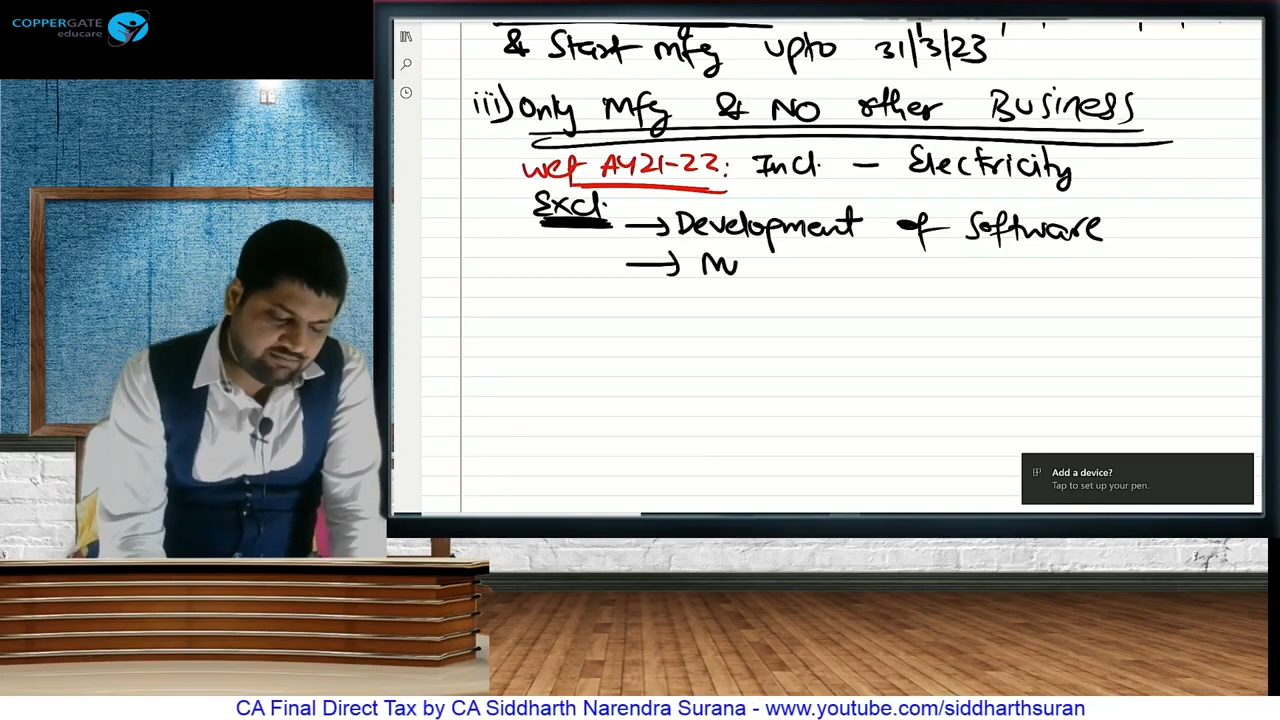 COPPERGATE
educare
& Start mfg upto 31/3/23
iii) Only Mfg & NO other Business
wef AY21-22: Incl. – Electricity
Excl.
→ Development of Software
→ M
Add a device?
Tap to set up your pen.
CA Final Direct Tax by CA Siddharth Narendra Surana - www.youtube.com/siddharthsuran